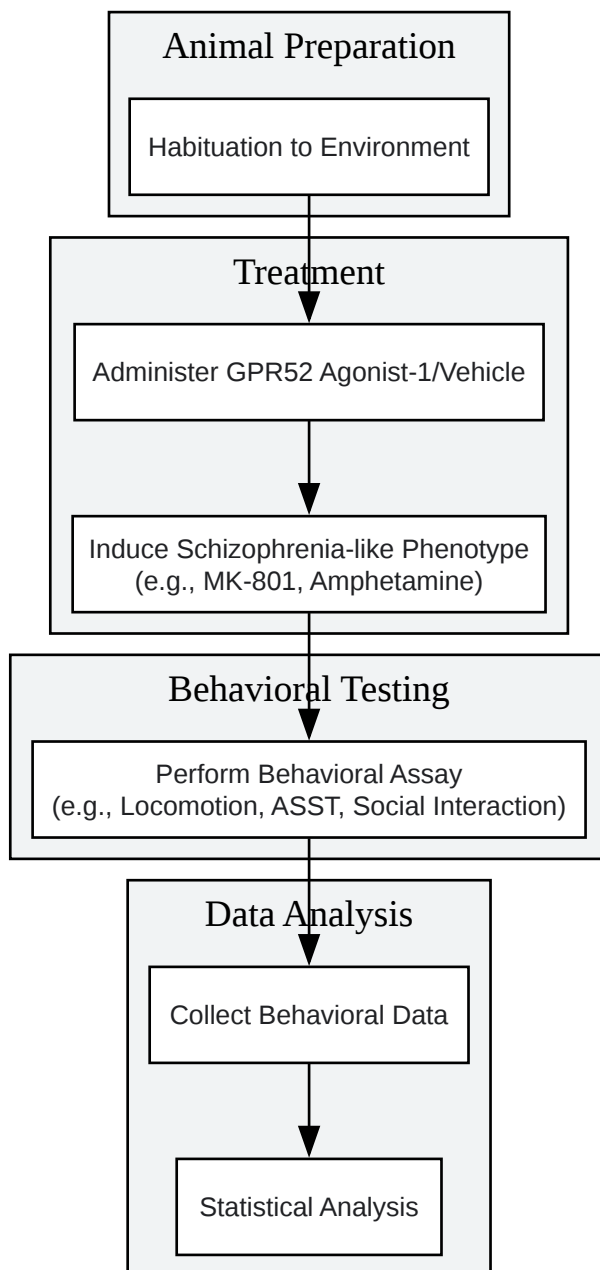 Animal Preparation
Habituation to Environment
Treatment
Administer GPR52 Agonist-1/Vehicle
Induce Schizophrenia-like Phenotype
(e.g., MK-801, Amphetamine)
Behavioral Testing
Perform Behavioral Assay
(e.g., Locomotion, ASST, Social Interaction)
Data Analysis
Collect Behavioral Data
Statistical Analysis